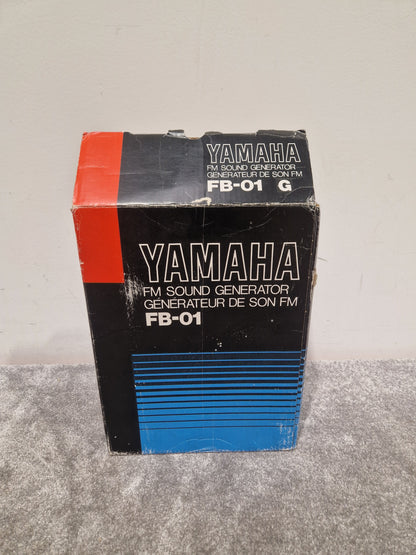 YAMAHA
FM SOUND GENERATOR
GÉNÉRATEUR DE SON FM
FB-01 G
YAMAHA
FM SOUND GENERATOR
GÉNÉRATEUR DE SON FM
FB-01